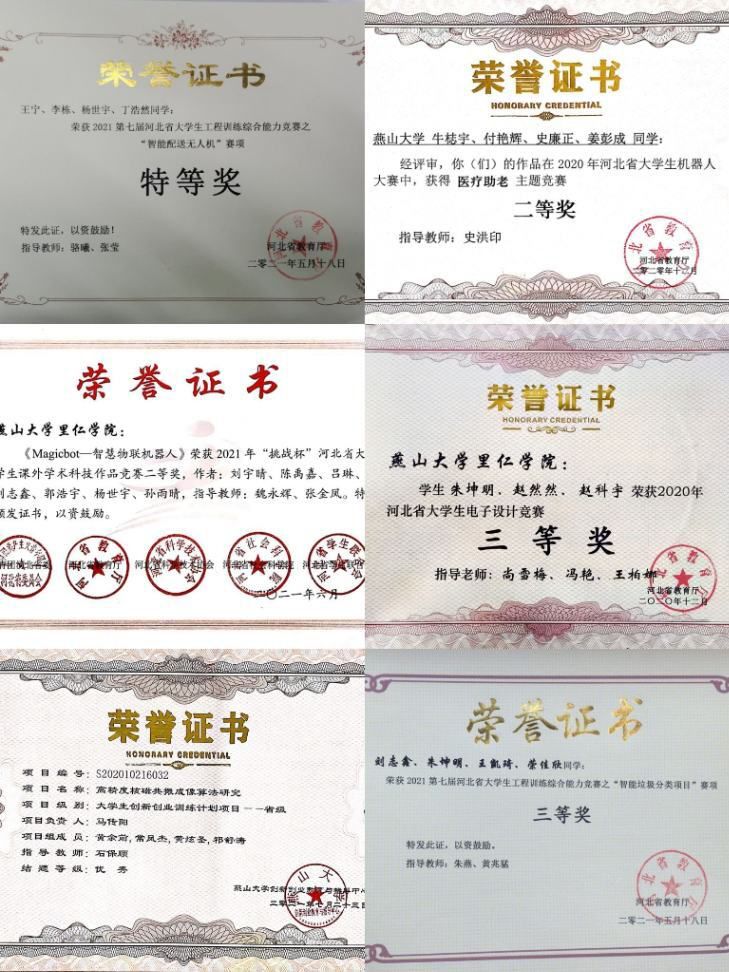 荣誉证书
王宁、李栋、杨世宇、丁浩然同学：
荣获 2021 第七届河北省大学生工程训练综合能力竞赛之
“智能配送无人机”赛项
特等奖
特发此证，以资鼓励！
指导教师：骆曦、张莹
河北省教育厅
二零二一年五月十八日
荣誉证书
HONORARY CREDENTIAL
燕山大学 牛梽宇、付艳辉、史廉正、姜彭成 同学：
经评审，你（们）的作品在 2020 年河北省大学生机器人
大赛中，获得 医疗助老 主题竞赛
二等奖
指导教师：史洪印
河北省教育厅
二零二零年十二月
荣誉证书
燕山大学里仁学院：
《Magicbot—智慧物联机器人》荣获 2021 年“挑战杯”河北省大
学生课外学术科技作品竞赛二等奖，作者：刘宇晴、陈禹嘉、吕琳、
刘志鑫、郭浩宇、杨世宇、孙雨晴，指导教师：魏永辉、张金凤。特
颁发证书，以资鼓励。
河北省教育厅
二〇二一年六月
荣誉证书
HONORARY CREDENTIAL
燕山大学里仁学院：
学生 朱坤明、赵然然、赵科宇 荣获2020年
河北省大学生电子设计竞赛
三等奖
指导老师：尚雪梅、冯艳、王柏娜
河北省教育厅
二〇二〇年十二月
荣誉证书
HONORARY CREDENTIAL
项目编号：S202010216032
项目名称：高精度核磁共振成像算法研究
项目级别：大学生创新创业训练计划项目——省级
项目负责人：马传阳
项目组成员：黄余前，常凤杰，黄炫圣，郭舒涛
指导教师：石保顺
结题等级：优秀
二零二一年七月二十三日
荣誉证书
刘志鑫、朱坤明、王凯琦、荣佳欣同学：
荣获 2021 第七届河北省大学生工程训练综合能力竞赛之“智能垃圾分类项目”赛项
三等奖
特发此证，以资鼓励。
指导教师：朱燕、黄兆猛
河北省教育厅
二零二一年五月十八日